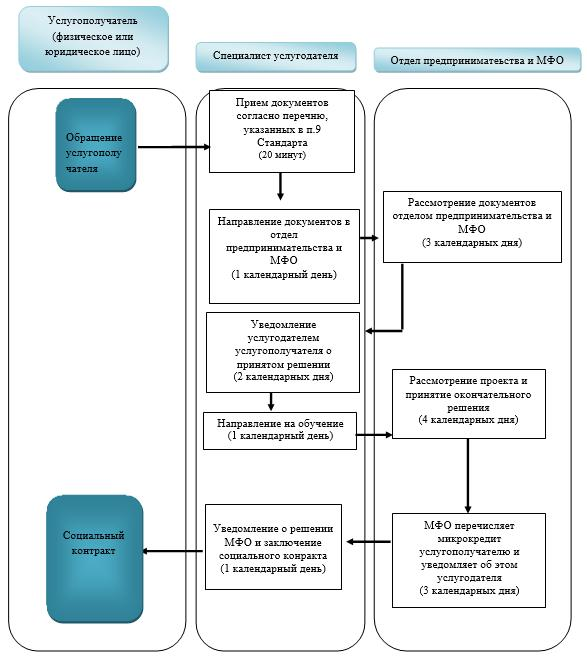 Услугополучатель
(физическое или
юридическое лицо)
Специалист услугодателя
Отдел предпринимательства и МФО
Обращение
услугополу
чателя
Прием документов
согласно перечню,
указанных в п.9
Стандарта
(20 минут)
Направление документов в
отдел
предпринимательства и
МФО
(1 календарный день)
Рассмотрение документов
отделом предпринимательства и
МФО
(3 календарных дня)
Уведомление
услугодателем
услугополучателя о
принятом решении
(2 календарных дня)
Направление на обучение
(1 календарный день)
Рассмотрение проекта и
принятие окончательного
решения
(4 календарных дня)
МФО перечисляет
микрокредит
услугополучателю и
уведомляет об этом
услугодателя
(3 календарных дня)
Уведомления о решении
МФО и заключение
социального конракта
(1 календарный день)
Социальный
контракт